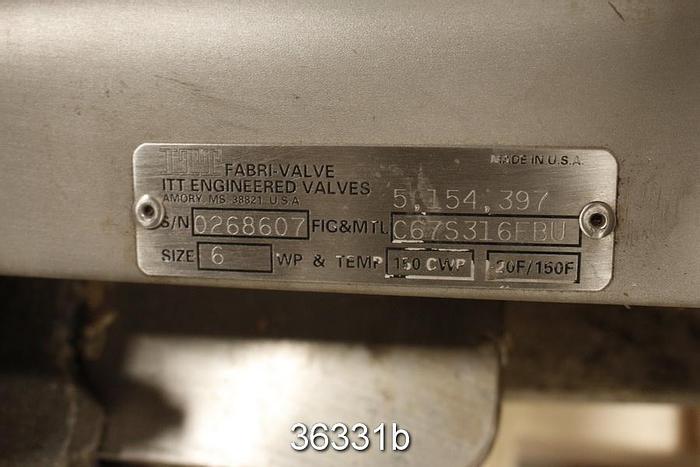 ITT FABRI-VALVE MADE IN U.S.A.
ITT ENGINEERED VALVES
AMORY, MS. 38821, U.S.A 5,154,397
S/N 0268607 FIG&MTL C67S316FBU
SIZE 6 WP & TEMP 150 CWP -20F/150F
36331b